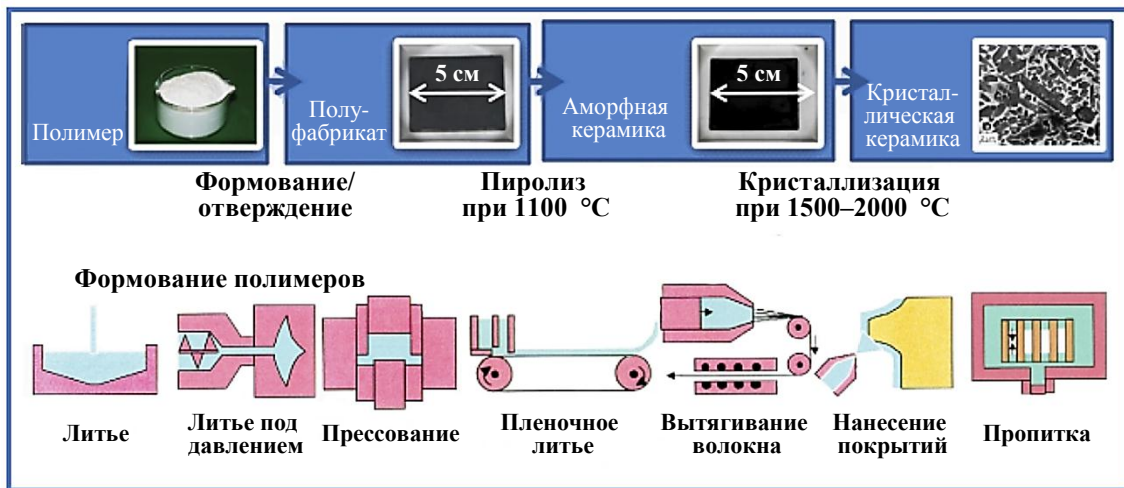 Полимер
Полу-
фабрикат
5 см
Аморфная
керамика
5 см
Кристал-
лическая
керамика
Формование/
отверждение
Пиролиз
при 1100 °С
Кристаллизация
при 1500–2000 °С
Формование полимеров
Литье
Литье под
давлением
Прессование
Пленочное
литье
Вытягивание
волокна
Нанесение
покрытий
Пропитка